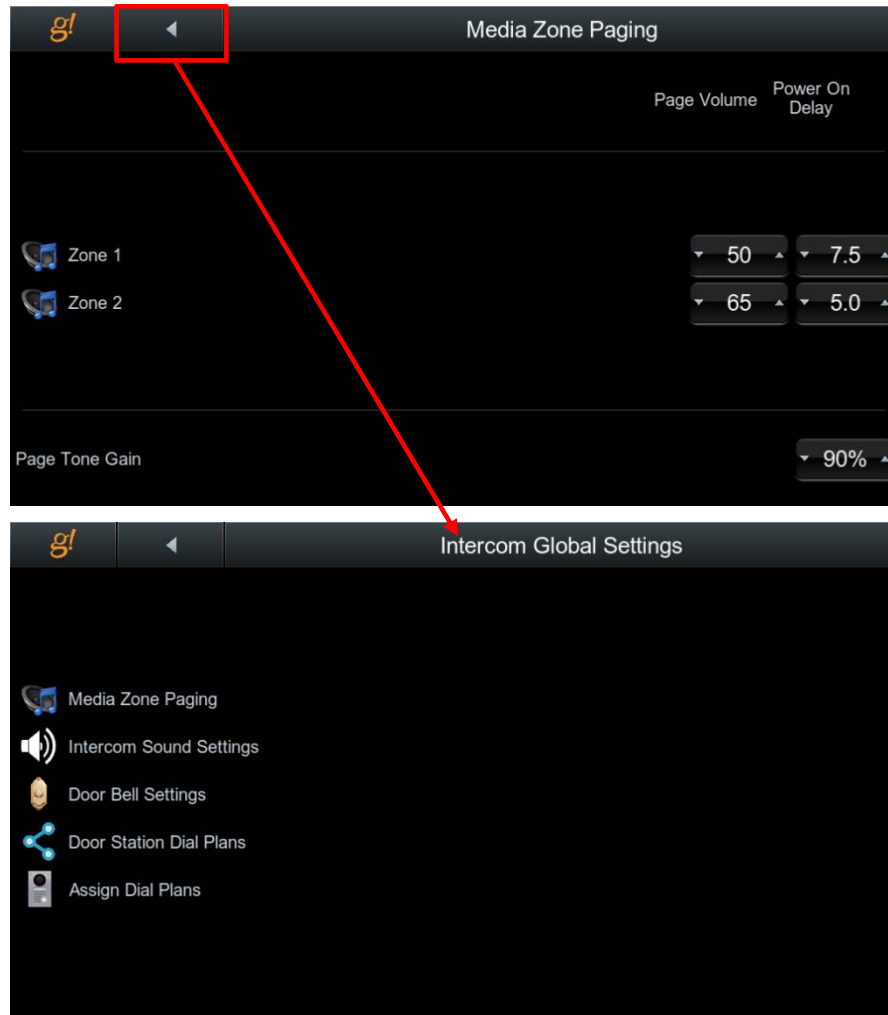 g! Media Zone Paging
Page Volume Power On Delay
Zone 1 50 7.5
Zone 2 65 5.0
Page Tone Gain 90%
g! Intercom Global Settings
Media Zone Paging
Intercom Sound Settings
Door Bell Settings
Door Station Dial Plans
Assign Dial Plans